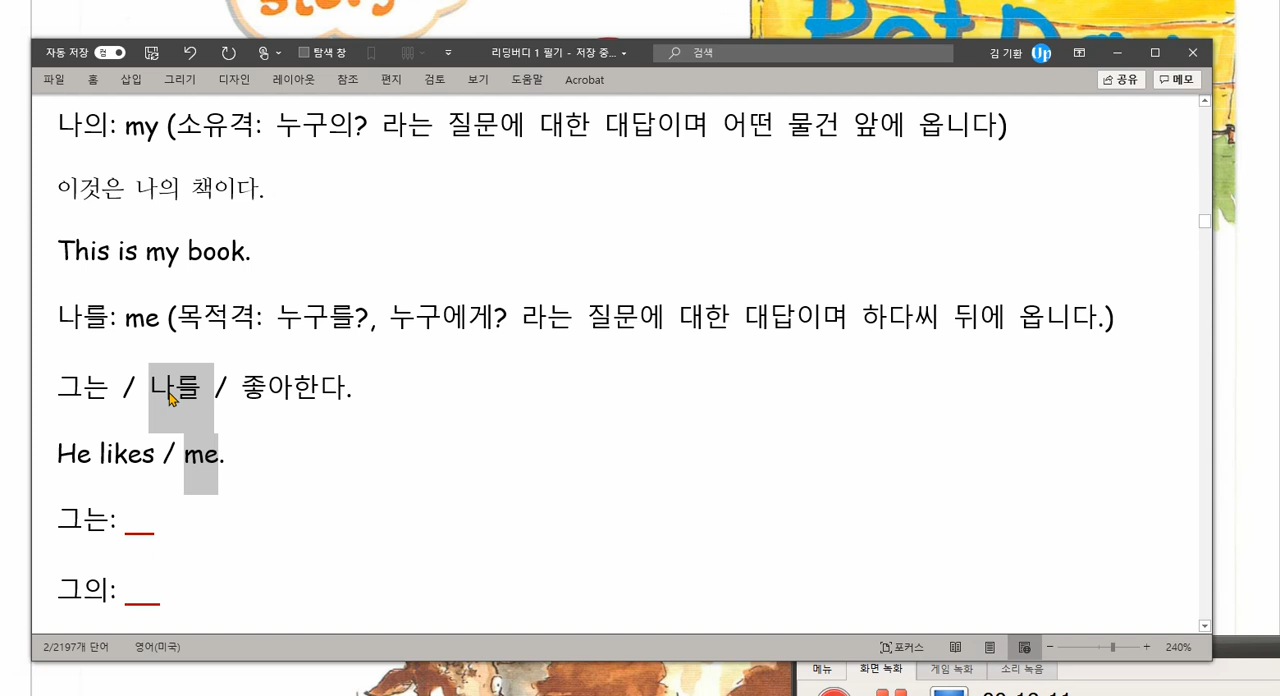 story
Pet D
자동 저장 컴 탐색 창 리딩버디 1 필기 - 저장 중... 검색 김 기환 Up
파일 홈 삽입 그리기 디자인 레이아웃 참조 편지 검토 보기 도움말 Acrobat 공유 메모
나의: my (소유격: 누구의? 라는 질문에 대한 대답이며 어떤 물건 앞에 옵니다)
이것은 나의 책이다.
This is my book.
나를: me (목적격: 누구를?, 누구에게? 라는 질문에 대한 대답이며 하다씨 뒤에 옵니다.)
그는 / 나를 / 좋아한다.
He likes / me.
그는: __
그의: __
2/2197개 단어 영어(미국) 포커스 240%
메뉴 화면 녹화 게임 녹화 소리 녹음